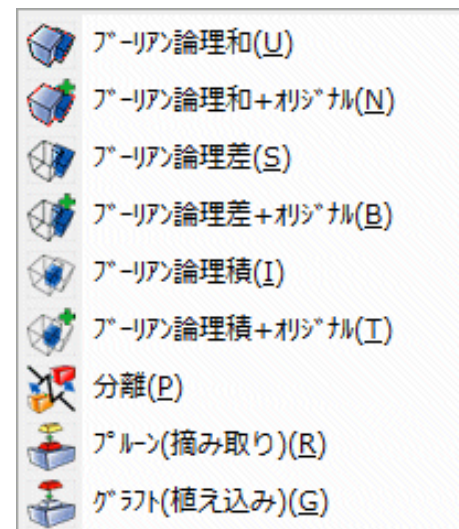 ﾌﾞｰﾘｱﾝ論理和(U)
ﾌﾞｰﾘｱﾝ論理和+ｵﾘｼﾞﾅﾙ(N)
ﾌﾞｰﾘｱﾝ論理差(S)
ﾌﾞｰﾘｱﾝ論理差+ｵﾘｼﾞﾅﾙ(B)
ﾌﾞｰﾘｱﾝ論理積(I)
ﾌﾞｰﾘｱﾝ論理積+ｵﾘｼﾞﾅﾙ(T)
分離(P)
ﾌﾟﾙｰﾝ(摘み取り)(R)
ｸﾞﾗﾌﾄ(植え込み)(G)